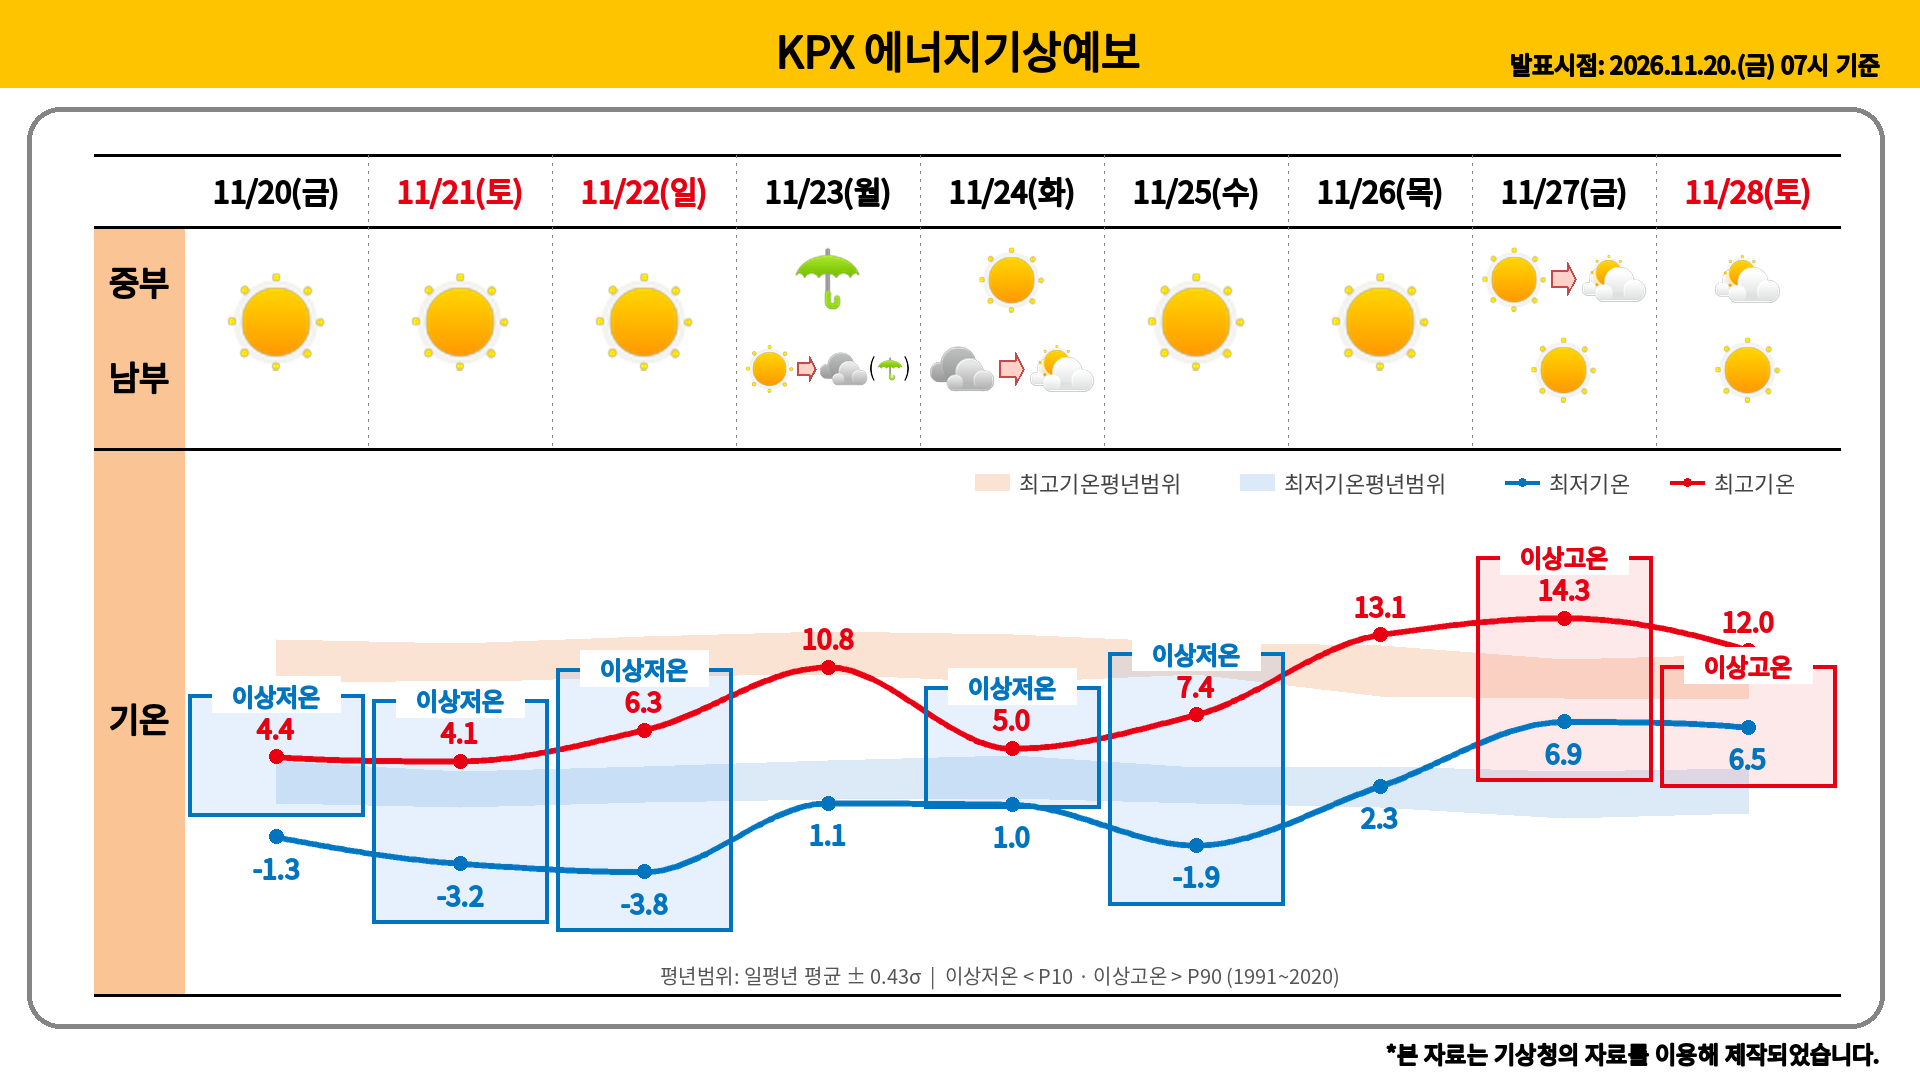 KPX 에너지기상예보
발표시점: 2026.11.20.(금) 07시 기준
11/20(금) 11/21(토) 11/22(일) 11/23(월) 11/24(화) 11/25(수) 11/26(목) 11/27(금) 11/28(토)
중부
( )
남부
최고기온평년범위 최저기온평년범위 최저기온 최고기온
기온
이상저온 이상저온 이상저온 이상저온 이상저온 이상고온 이상고온
4.4 4.1 6.3 10.8 5.0 7.4 13.1 14.3 12.0
-1.3 -3.2 -3.8 1.1 1.0 -1.9 2.3 6.9 6.5
평년범위: 일평년 평균 ± 0.43σ | 이상저온 < P10 · 이상고온 > P90 (1991~2020)
*본 자료는 기상청의 자료를 이용해 제작되었습니다.